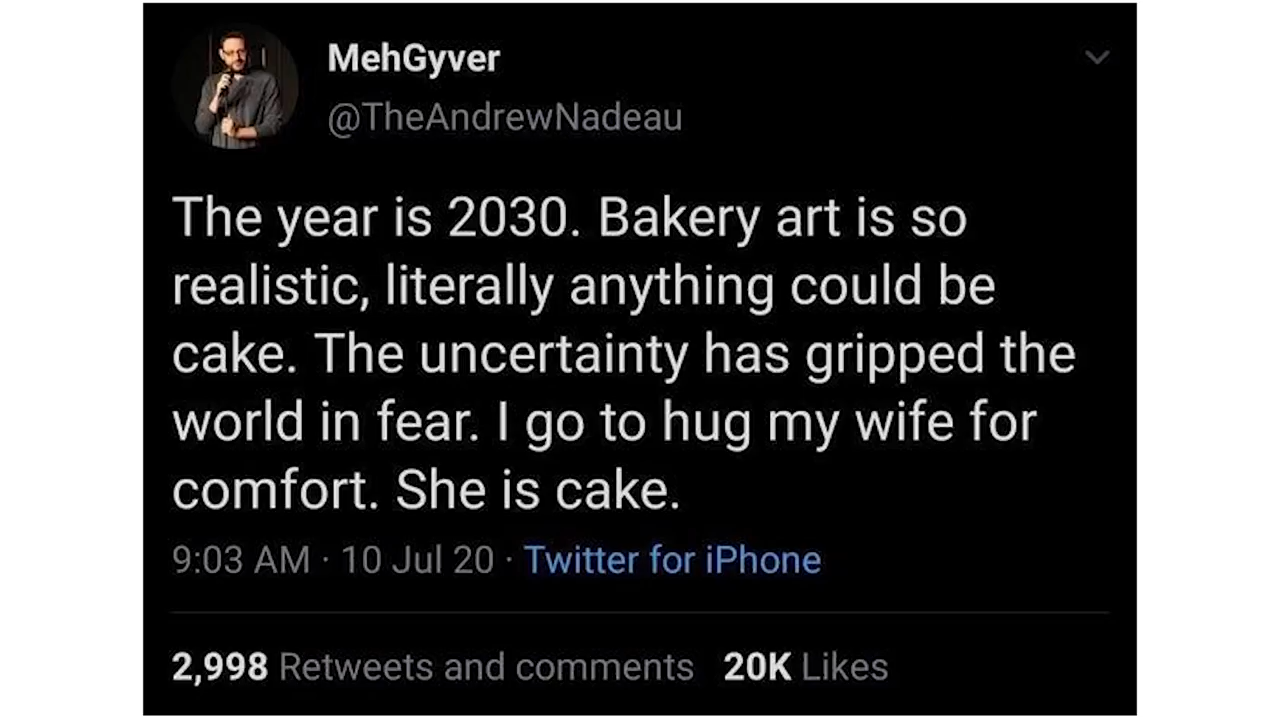 MehGyver
@TheAndrewNadeau
The year is 2030. Bakery art is so
realistic, literally anything could be
cake. The uncertainty has gripped the
world in fear. I go to hug my wife for
comfort. She is cake.
9:03 AM · 10 Jul 20 · Twitter for iPhone
2,998 Retweets and comments 20K Likes